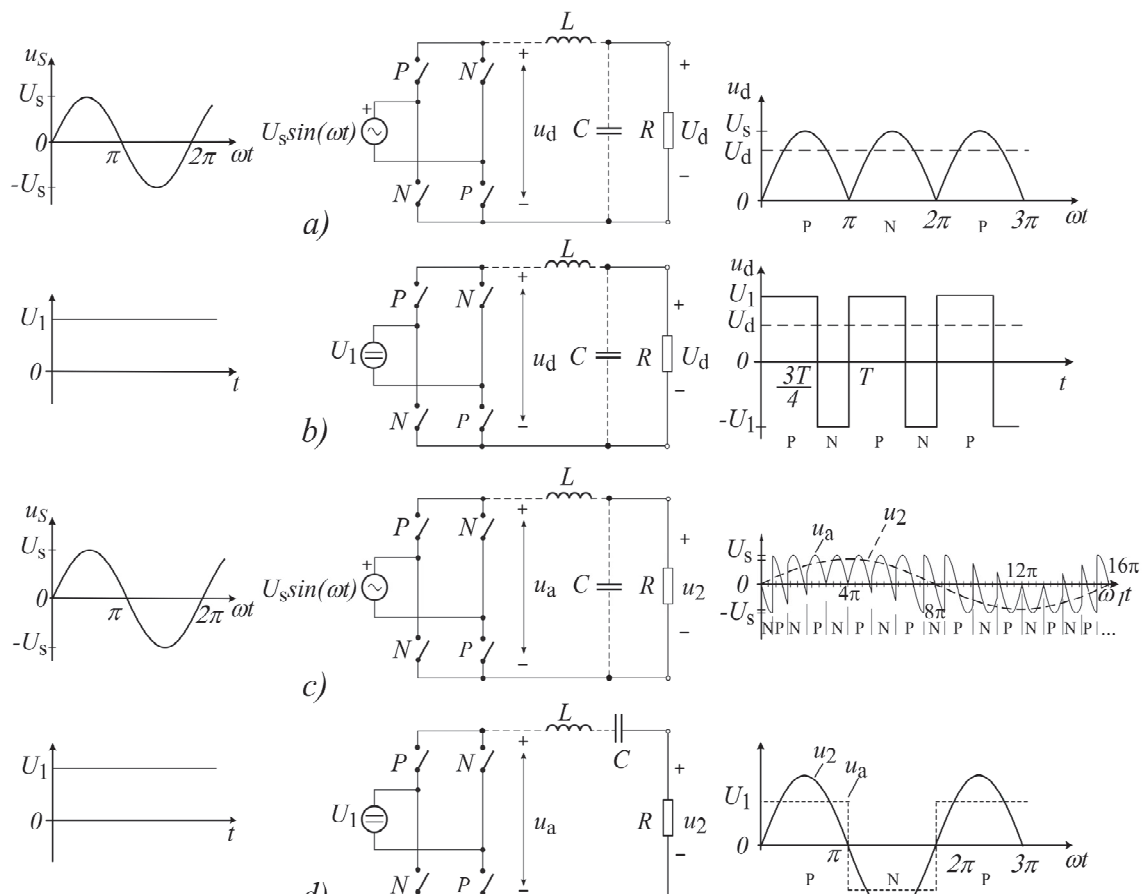 u_S
U_s
0
-U_s
π
2π
ωt
P
N
U_s sin(ωt)
+
N
P
L
+
u_d
−
C
R
+
U_d
−
a)
u_d
U_s
U_d
0
P
π
N
2π
P
3π
ωt
U_1
0
t
P
N
U_1
N
P
L
+
u_d
−
C
R
+
U_d
−
b)
u_d
U_1
U_d
0
3T/4
T
t
-U_1
P N P N P
u_S
U_s
0
-U_s
π
2π
ωt
P
N
U_s sin(ωt)
+
N
P
L
+
u_a
−
C
R
+
u_2
−
c)
u_a
u_2
U_s
0
-U_s
4π
8π
12π
16π
ω_1t
N P N P N P N P N P N P N P N P ...
U_1
0
t
P
N
U_1
N
P
L
C
+
u_a
−
R
+
u_2
−
d)
u_2
u_a
U_1
0
π
2π
3π
ωt
P
N
P